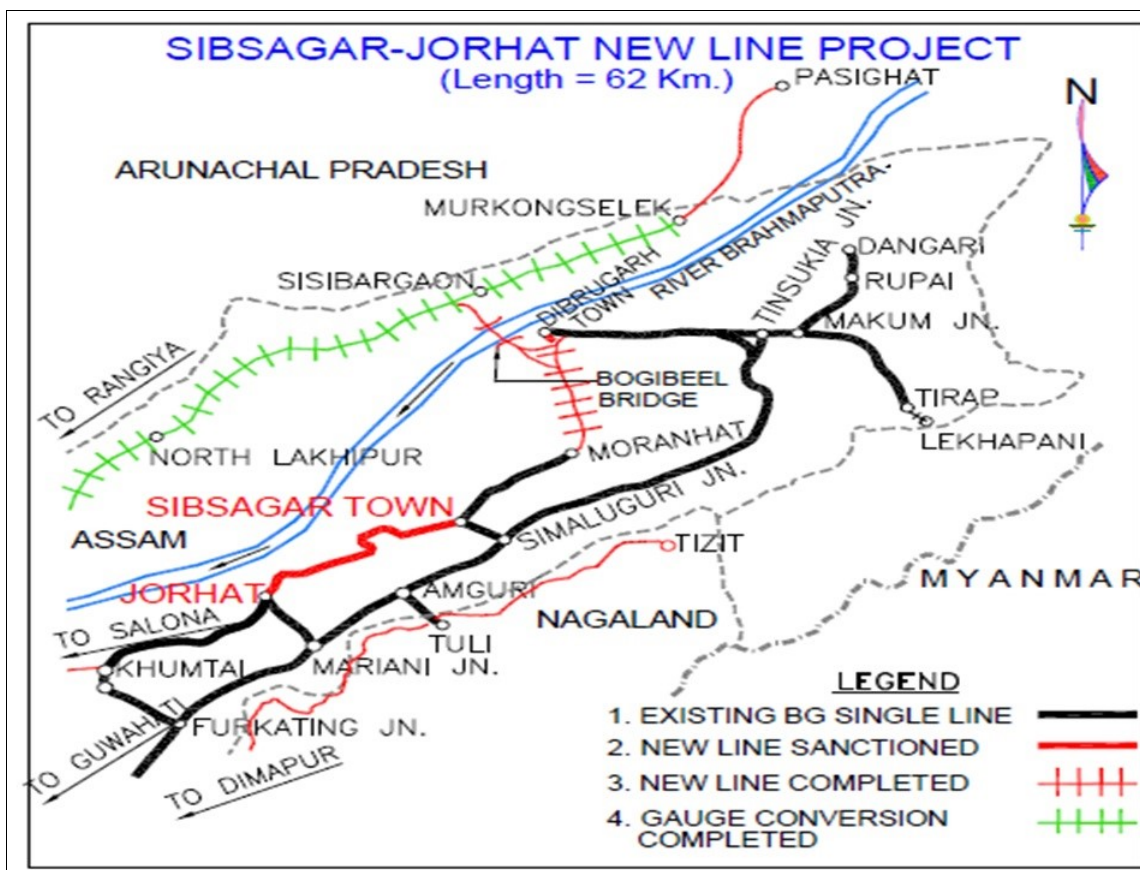 SIBSAGAR-JORHAT NEW LINE PROJECT
(Length = 62 Km.)
PASIGHAT
N
ARUNACHAL PRADESH
MURKONGSELEK
RIVER BRAHMAPUTRA
SISIBARGAON
DIBRUGARH
TOWN
TINSUKIA JN.
DANGARI
RUPAI
MAKUM JN.
TO RANGIYA
BOGIBEEL
BRIDGE
TIRAP
LEKHAPANI
NORTH LAKHIPUR
MORANHAT
SIBSAGAR TOWN
SIMALUGURI JN.
ASSAM
TIZIT
MYANMAR
JORHAT
AMGURI
NAGALAND
TO SALONA
TULI
KHUMTAI
MARIANI JN.
FURKATING JN.
TO GUWAHATI
TO DIMAPUR
LEGEND
1. EXISTING BG SINGLE LINE
2. NEW LINE SANCTIONED
3. NEW LINE COMPLETED
4. GAUGE CONVERSION
COMPLETED